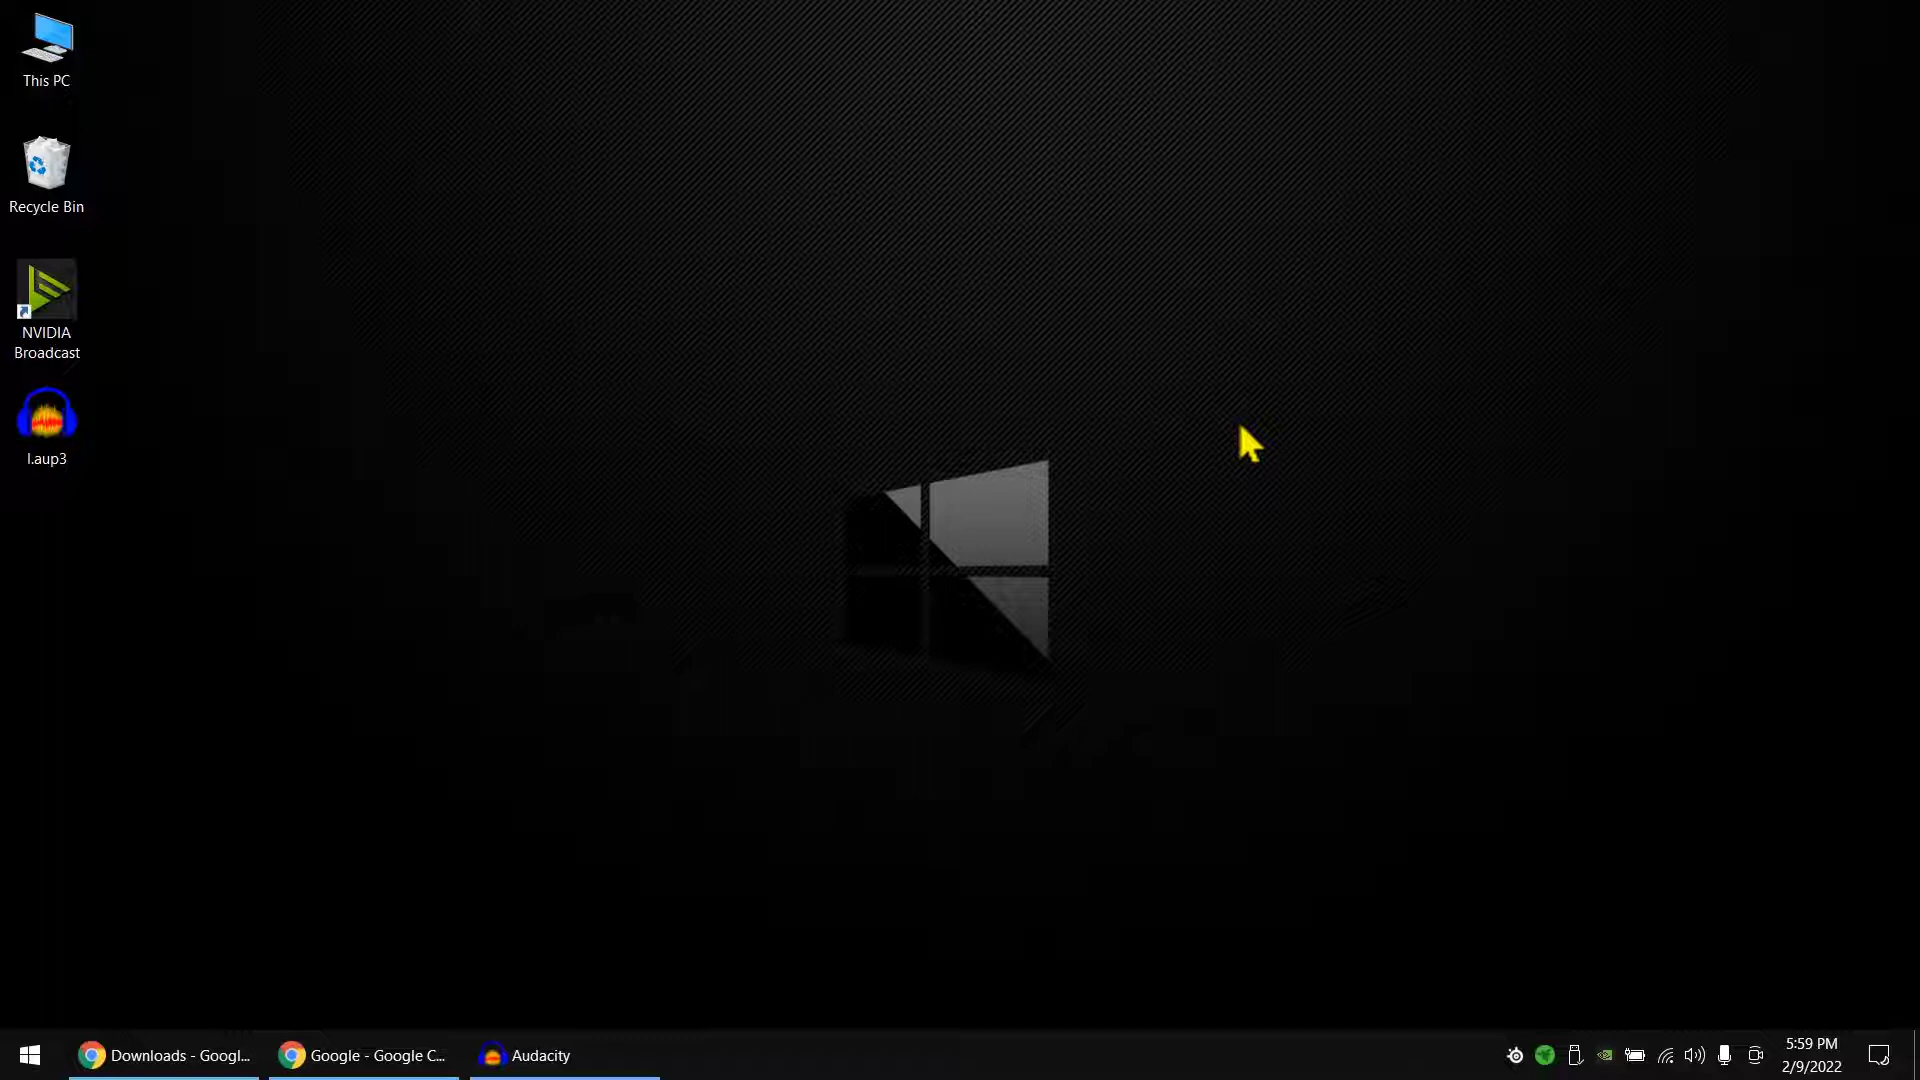 This PC
Recycle Bin
NVIDIA
Broadcast
l.aup3
Downloads - Googl...
Google - Google C...
Audacity
5:59 PM
2/9/2022